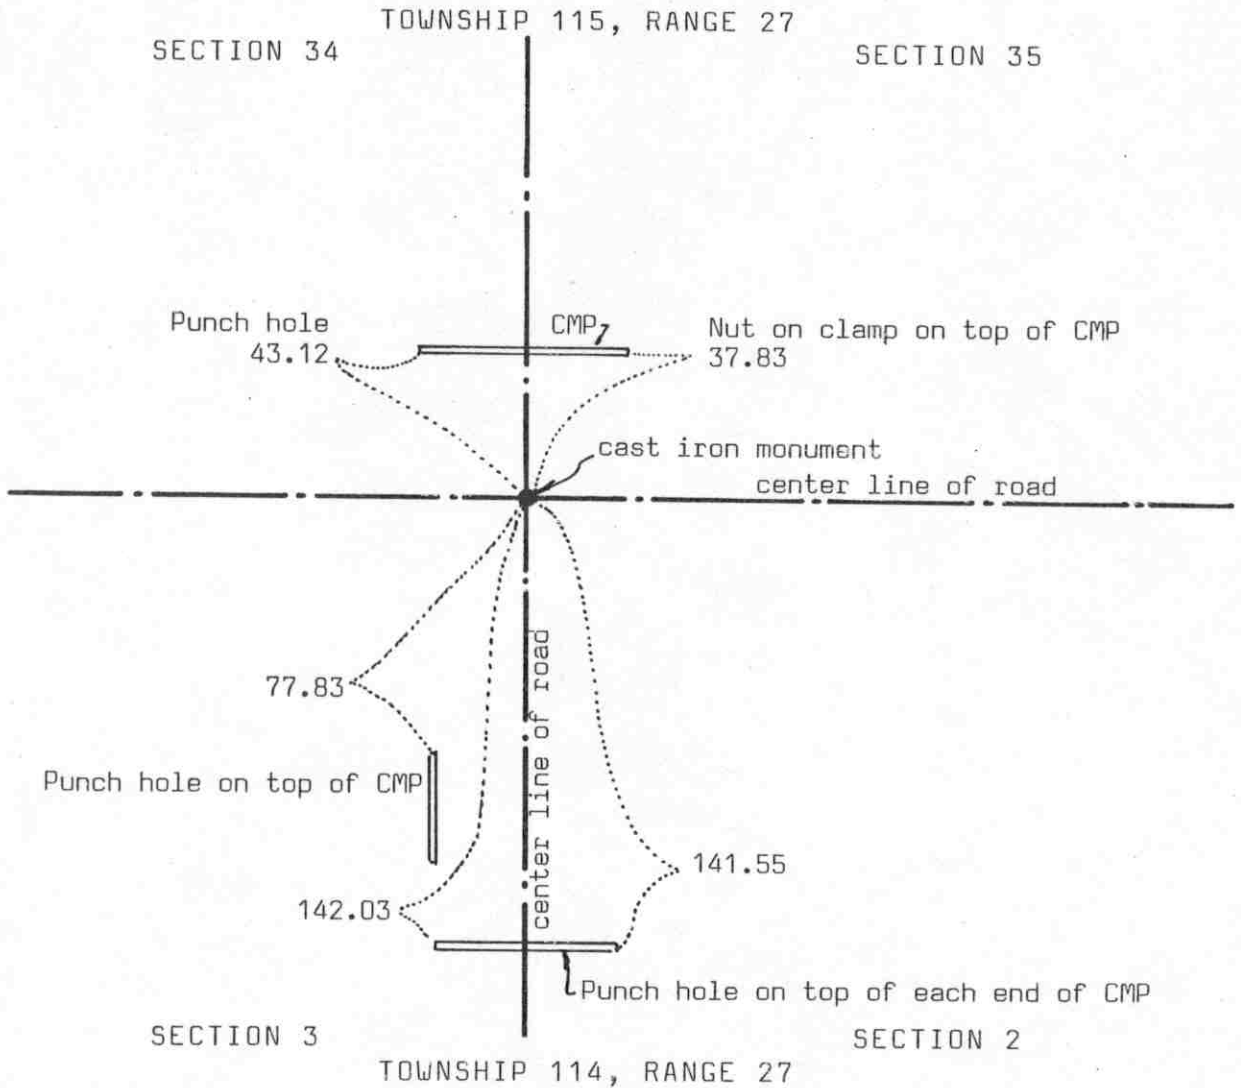 TOWNSHIP 115, RANGE 27
SECTION 34
SECTION 35
Punch hole
43.12
CMP
Nut on clamp on top of CMP
37.83
cast iron monument
center line of road
77.83
center line of road
Punch hole on top of CMP
141.55
142.03
Punch hole on top of each end of CMP
SECTION 3
SECTION 2
TOWNSHIP 114, RANGE 27